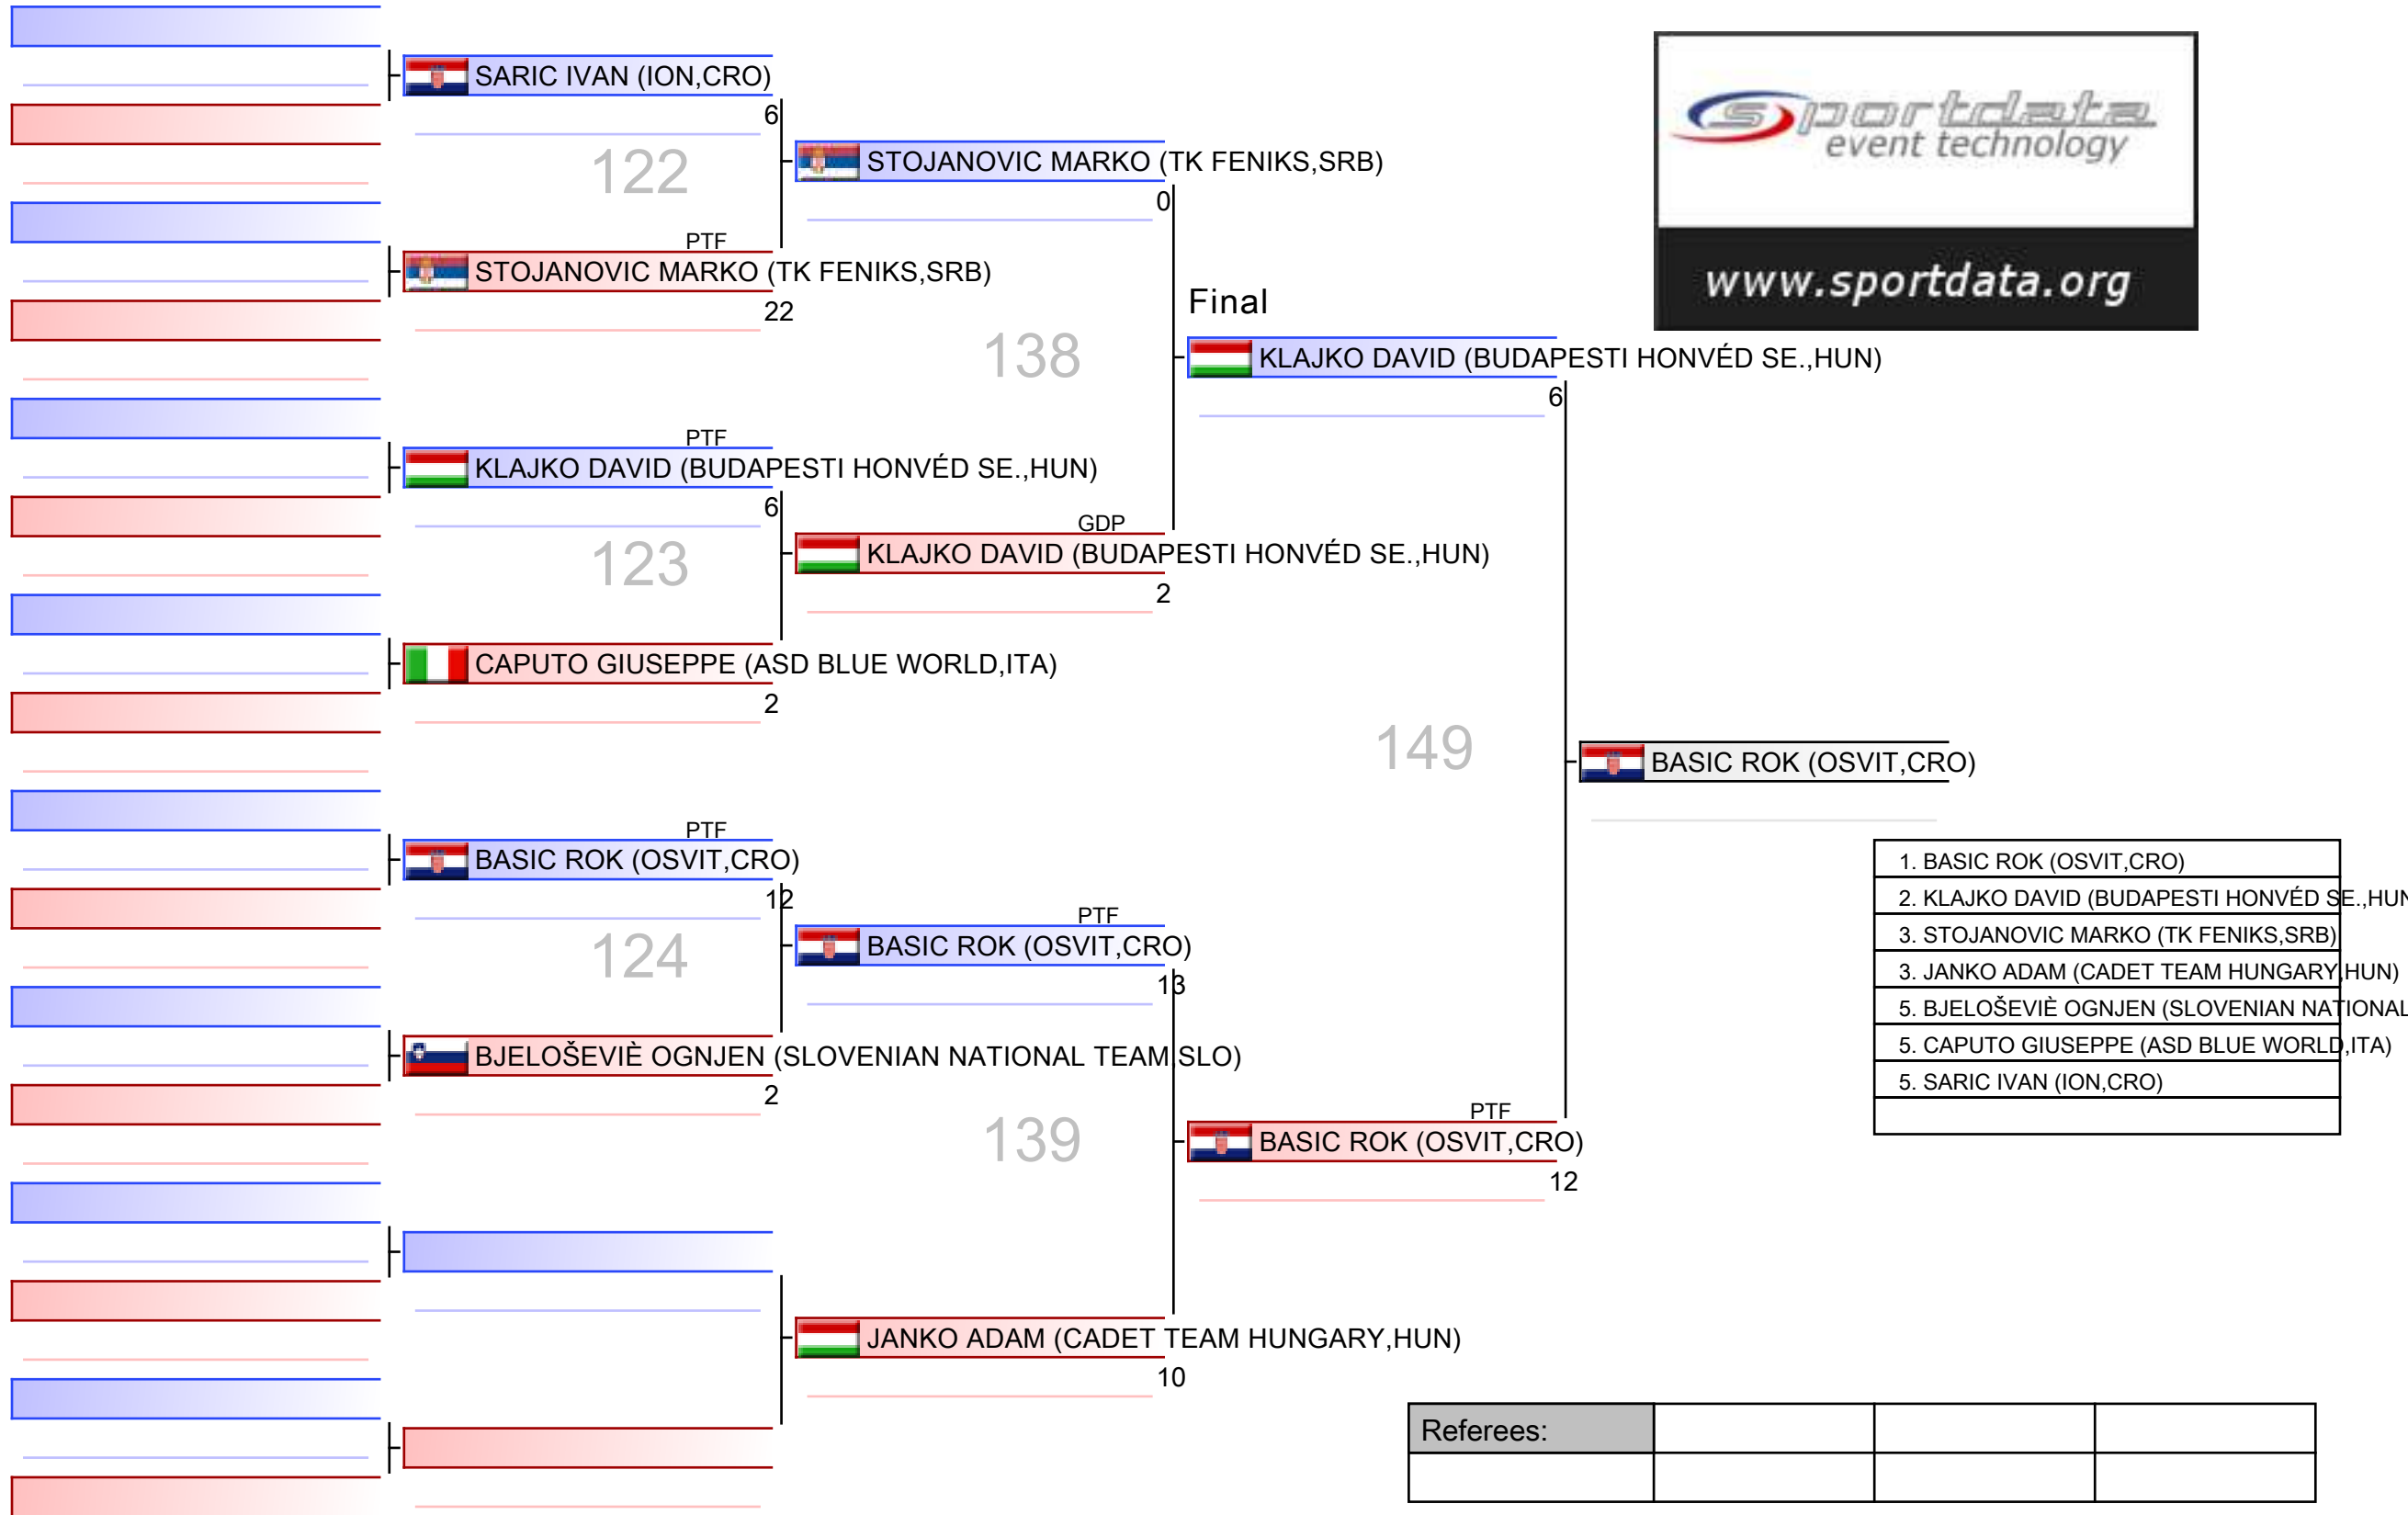 SARIC IVAN (ION,CRO)
6
122
PTF
STOJANOVIC MARKO (TK FENIKS,SRB)
22
STOJANOVIC MARKO (TK FENIKS,SRB)
0
138
PTF
KLAJKO DAVID (BUDAPESTI HONVÉD SE.,HUN)
6
123
GDP
KLAJKO DAVID (BUDAPESTI HONVÉD SE.,HUN)
2
CAPUTO GIUSEPPE (ASD BLUE WORLD,ITA)
2
Final
KLAJKO DAVID (BUDAPESTI HONVÉD SE.,HUN)
6
149
BASIC ROK (OSVIT,CRO)
PTF
BASIC ROK (OSVIT,CRO)
12
124
PTF
BASIC ROK (OSVIT,CRO)
13
BJELOŠEVIÈ OGNJEN (SLOVENIAN NATIONAL TEAM,SLO)
2
139
PTF
BASIC ROK (OSVIT,CRO)
12
JANKO ADAM (CADET TEAM HUNGARY,HUN)
10
sportdata
event technology
www.sportdata.org
1. BASIC ROK (OSVIT,CRO)
2. KLAJKO DAVID (BUDAPESTI HONVÉD SE.,HUN
3. STOJANOVIC MARKO (TK FENIKS,SRB)
3. JANKO ADAM (CADET TEAM HUNGARY,HUN)
5. BJELOŠEVIÈ OGNJEN (SLOVENIAN NATIONAL
5. CAPUTO GIUSEPPE (ASD BLUE WORLD,ITA)
5. SARIC IVAN (ION,CRO)
Referees: